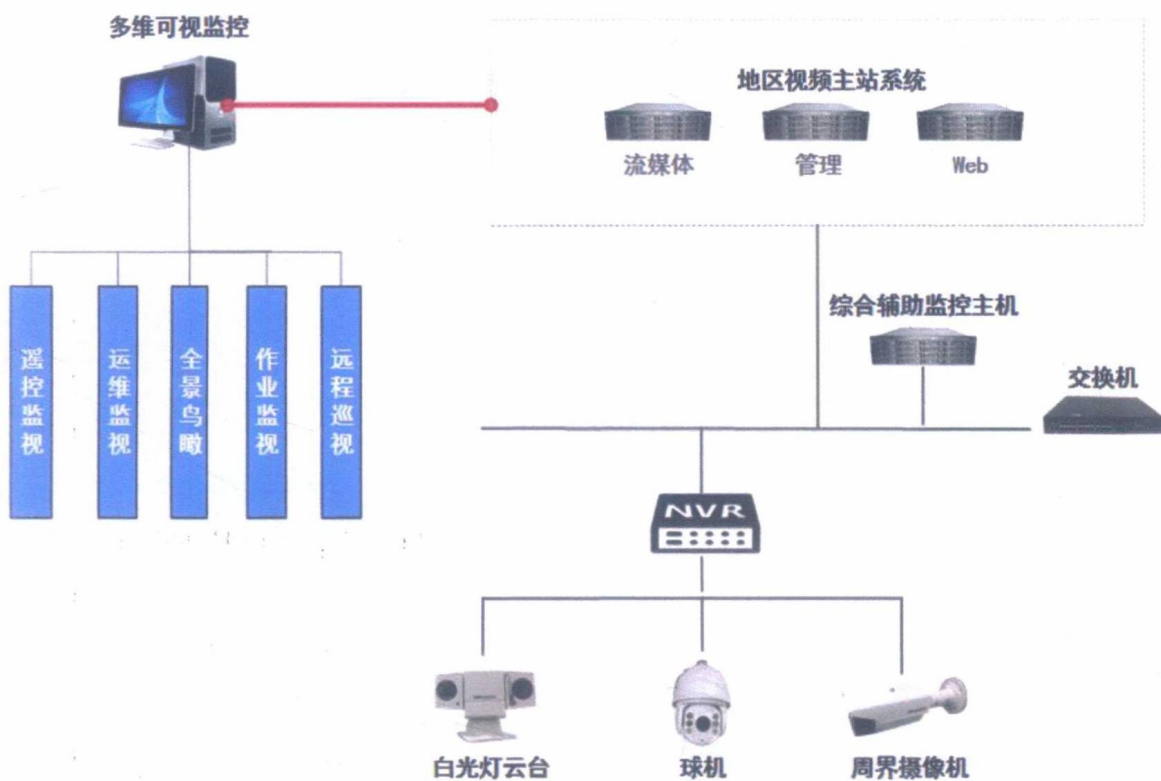 多维可视监控
地区视频主站系统
流媒体
管理
Web
综合辅助监控主机
交换机
遥控监视
运维监视
全景鸟瞰
作业监视
远程巡视
NVR
白光灯云台
球机
周界摄像机